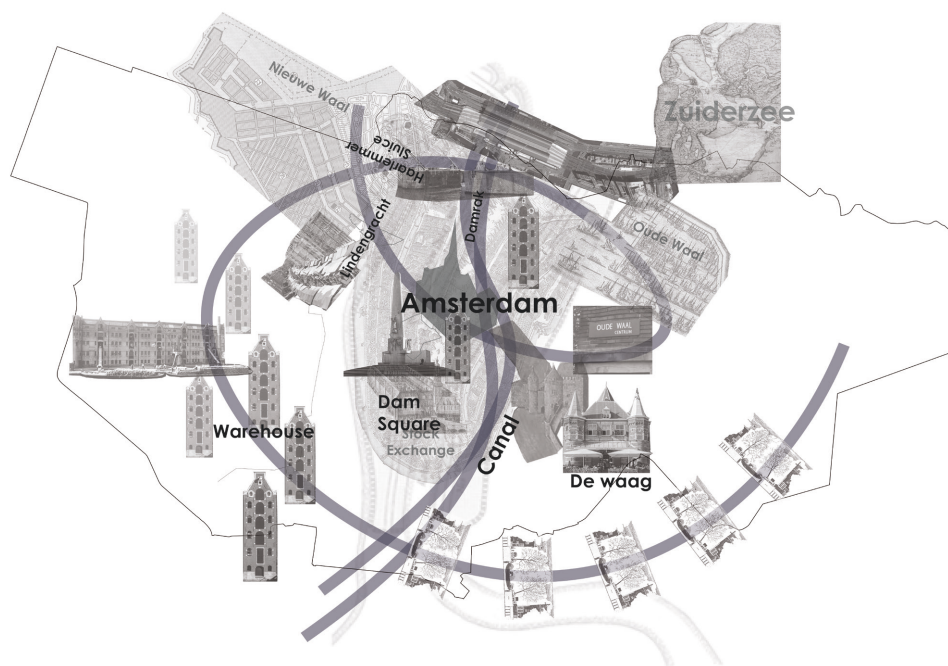 Nieuwe Waal
Zuiderzee
Haarlemmer
Sluice
Lindengracht
Damrak
Oude Waal
Amsterdam
OUDE WAAL
CENTRUM
Dam
Square
Stock
Exchange
Warehouse
Canal
De waag